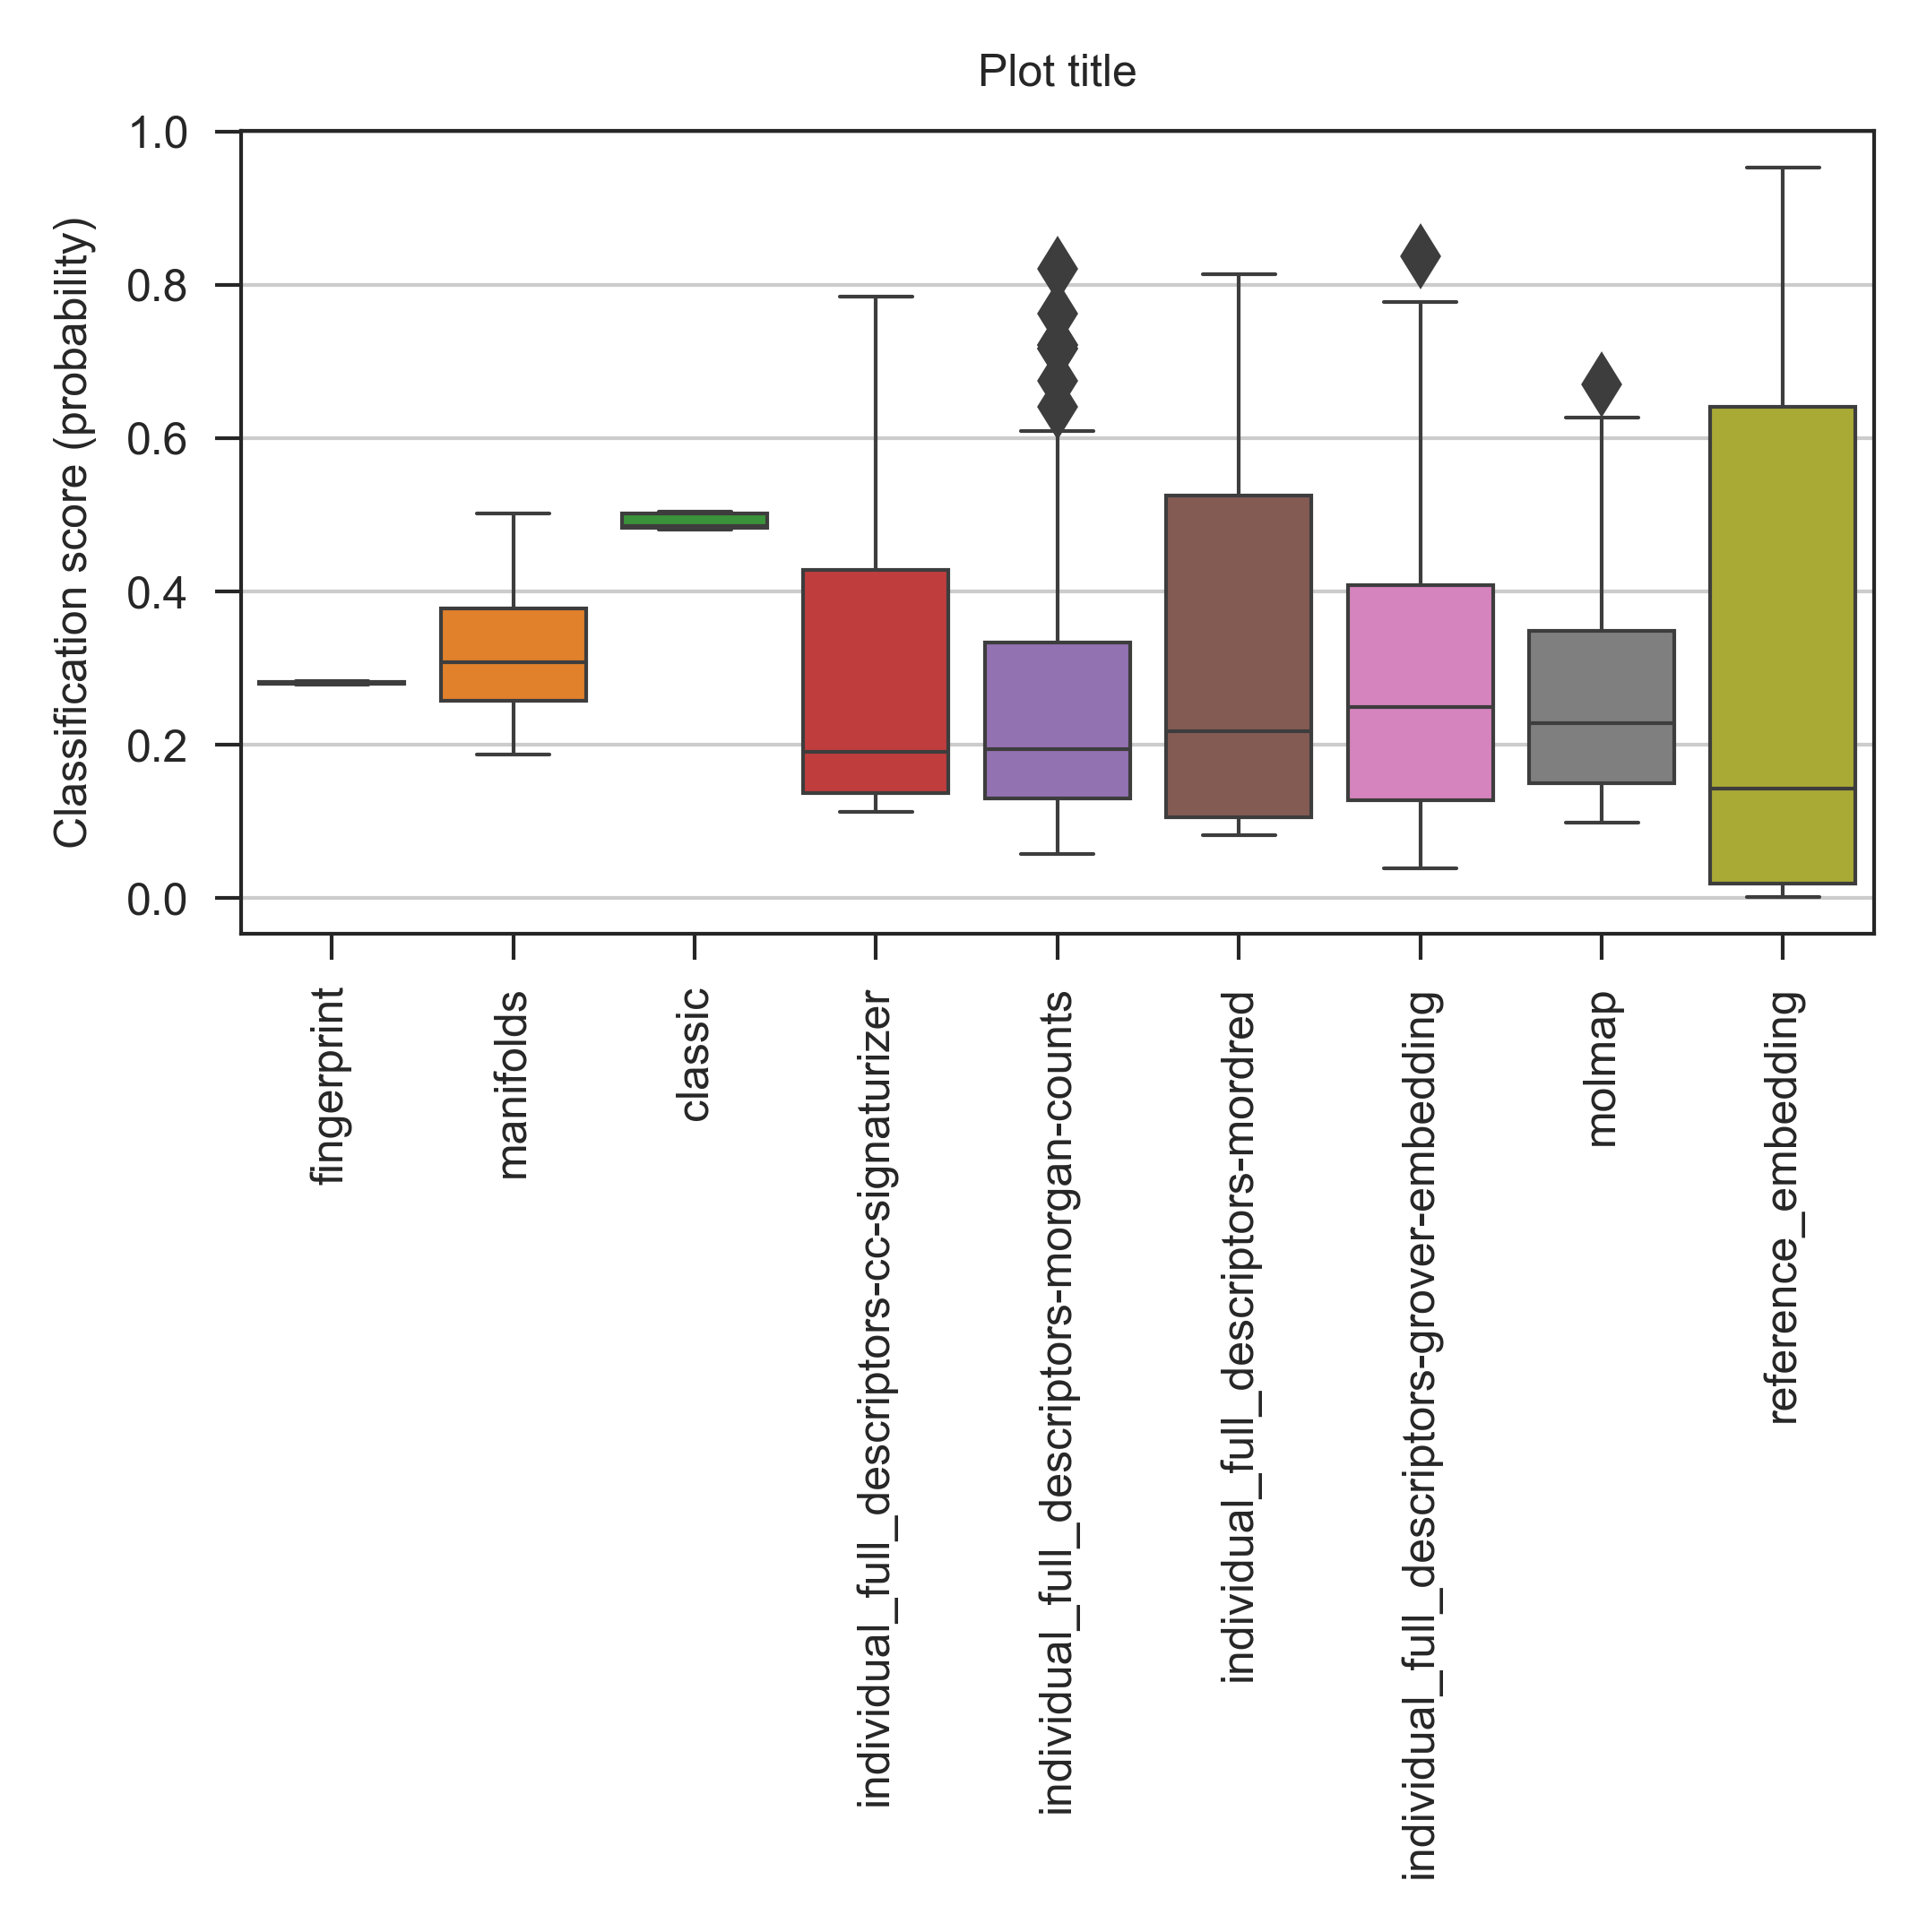 Plot title
Classification score (probability)
1.0
0.8
0.6
0.4
0.2
0.0
fingerprint
manifolds
classic
individual_full_descriptors-cc-signaturizer
individual_full_descriptors-morgan-counts
individual_full_descriptors-mordred
individual_full_descriptors-grover-embedding
molmap
reference_embedding